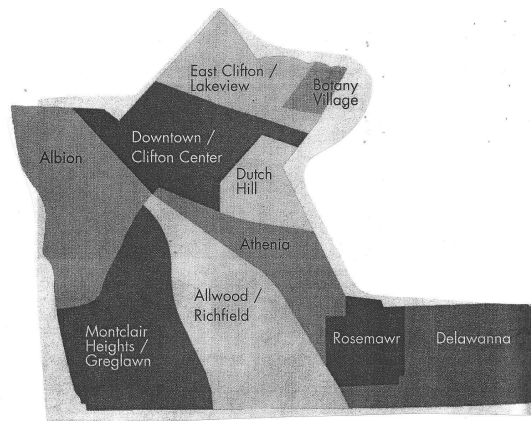 East Clifton /
Lakeview
Botany
Village
Downtown /
Clifton Center
Albion
Dutch
Hill
Athenia
Allwood /
Richfield
Montclair
Heights /
Greglawn
Rosemawr
Delawanna